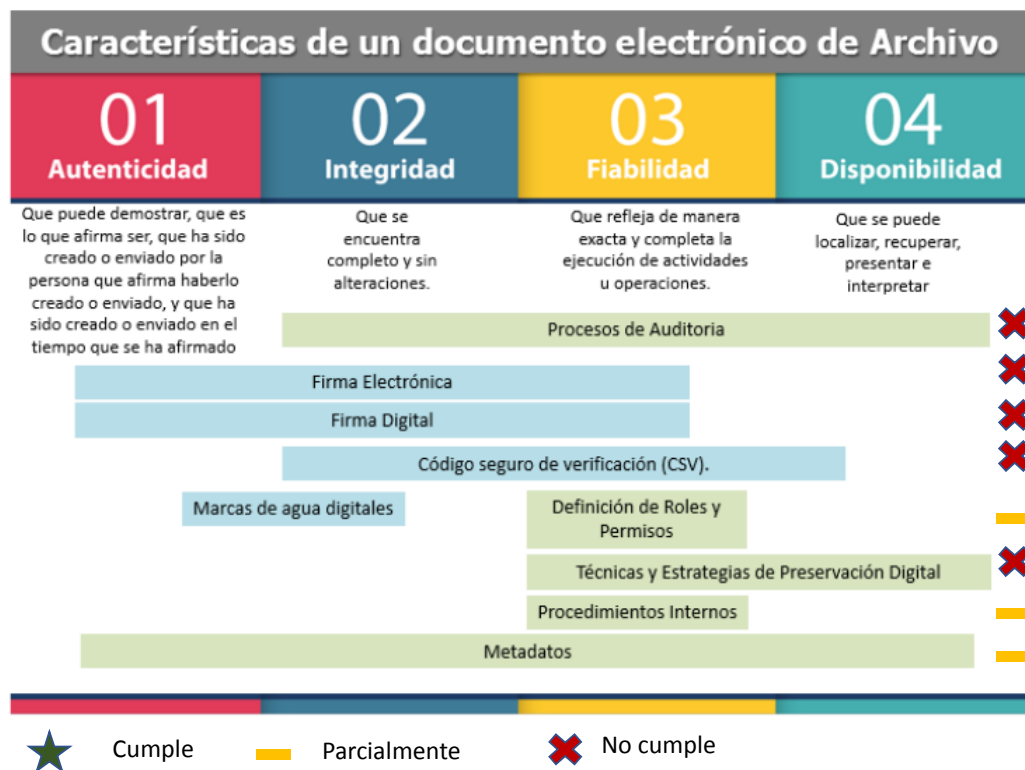 Características de un documento electrónico de Archivo
01
Autenticidad
02
Integridad
03
Fiabilidad
04
Disponibilidad
Que puede demostrar, que es
lo que afirma ser, que ha sido
creado o enviado por la
persona que afirma haberlo
creado o enviado, y que ha
sido creado o enviado en el
tiempo que se ha afirmado
Que se
encuentra
completo y sin
alteraciones.
Que refleja de manera
exacta y completa la
ejecución de actividades
u operaciones.
Que se puede
localizar, recuperar,
presentar e
interpretar
Procesos de Auditoria
Firma Electrónica
Firma Digital
Código seguro de verificación (CSV).
Marcas de agua digitales
Definición de Roles y
Permisos
Técnicas y Estrategias de Preservación Digital
Procedimientos Internos
Metadatos
Cumple
Parcialmente
No cumple